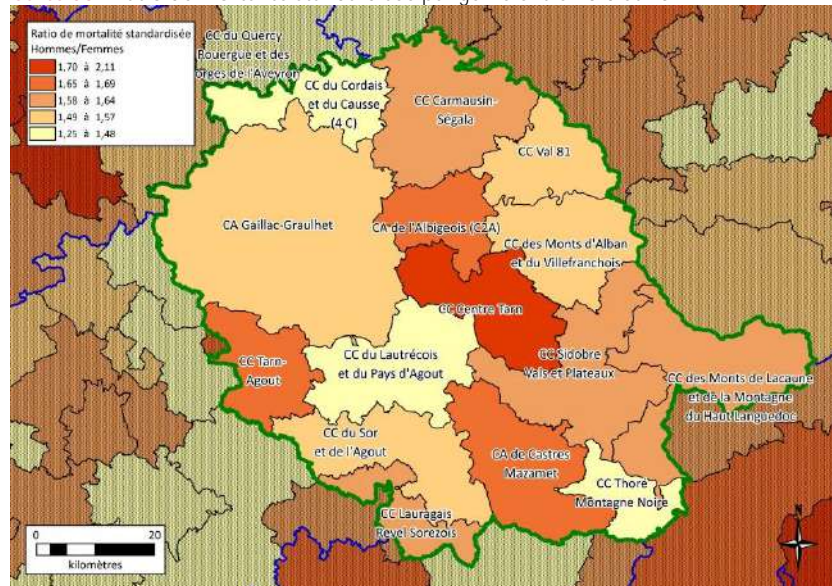 Ratio de mortalité standardisée
Hommes/Femmes
1,70 à 2,11
1,65 à 1,69
1,58 à 1,64
1,49 à 1,57
1,25 à 1,48
CC du Quercy
Rouergue et des
Gorges de l'Aveyron
CC du Cordais
et du Causse
(4 C)
CC Carmausin-
Ségala
CC Val 81
CA Gaillac-Graulhet
CA de l'Albigeois (C2A)
CC des Monts d'Alban
et du Villefranchois
CC Centre Tarn
CC Tarn-
Agout
CC du Lautrécois
et du Pays d'Agout
CC Sidobre
Vals et Plateaux
CC des Monts de Lacaune
et de la Montagne
du Haut Languedoc
CC du Sor
et de l'Agout
CA de Castres
Mazamet
CC Thoré
Montagne Noire
CC Lauragais
Revel Sorezois
0 20
kilomètres
N